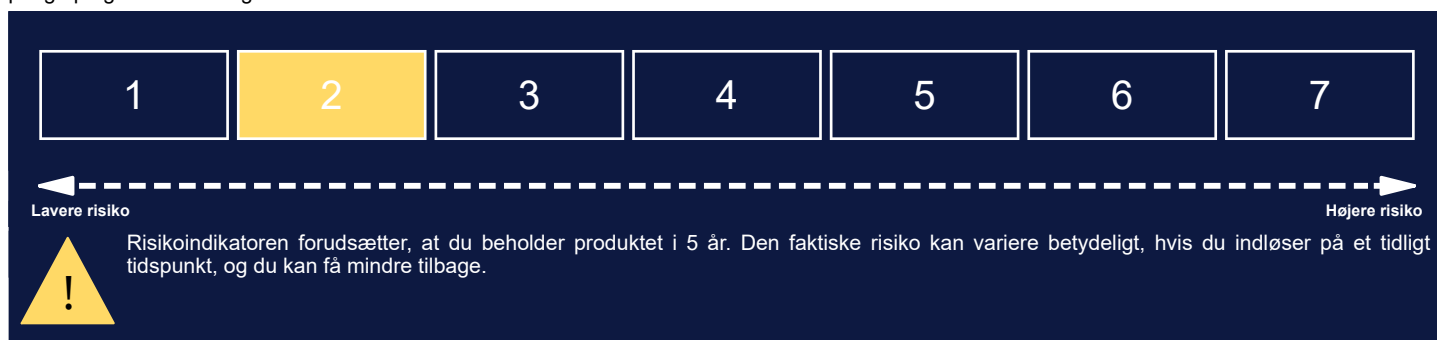 1 2 3 4 5 6 7
Lavere risiko Højere risiko
Risikoindikatoren forudsætter, at du beholder produktet i 5 år. Den faktiske risiko kan variere betydeligt, hvis du indløser på et tidligt
tidspunkt, og du kan få mindre tilbage.
!